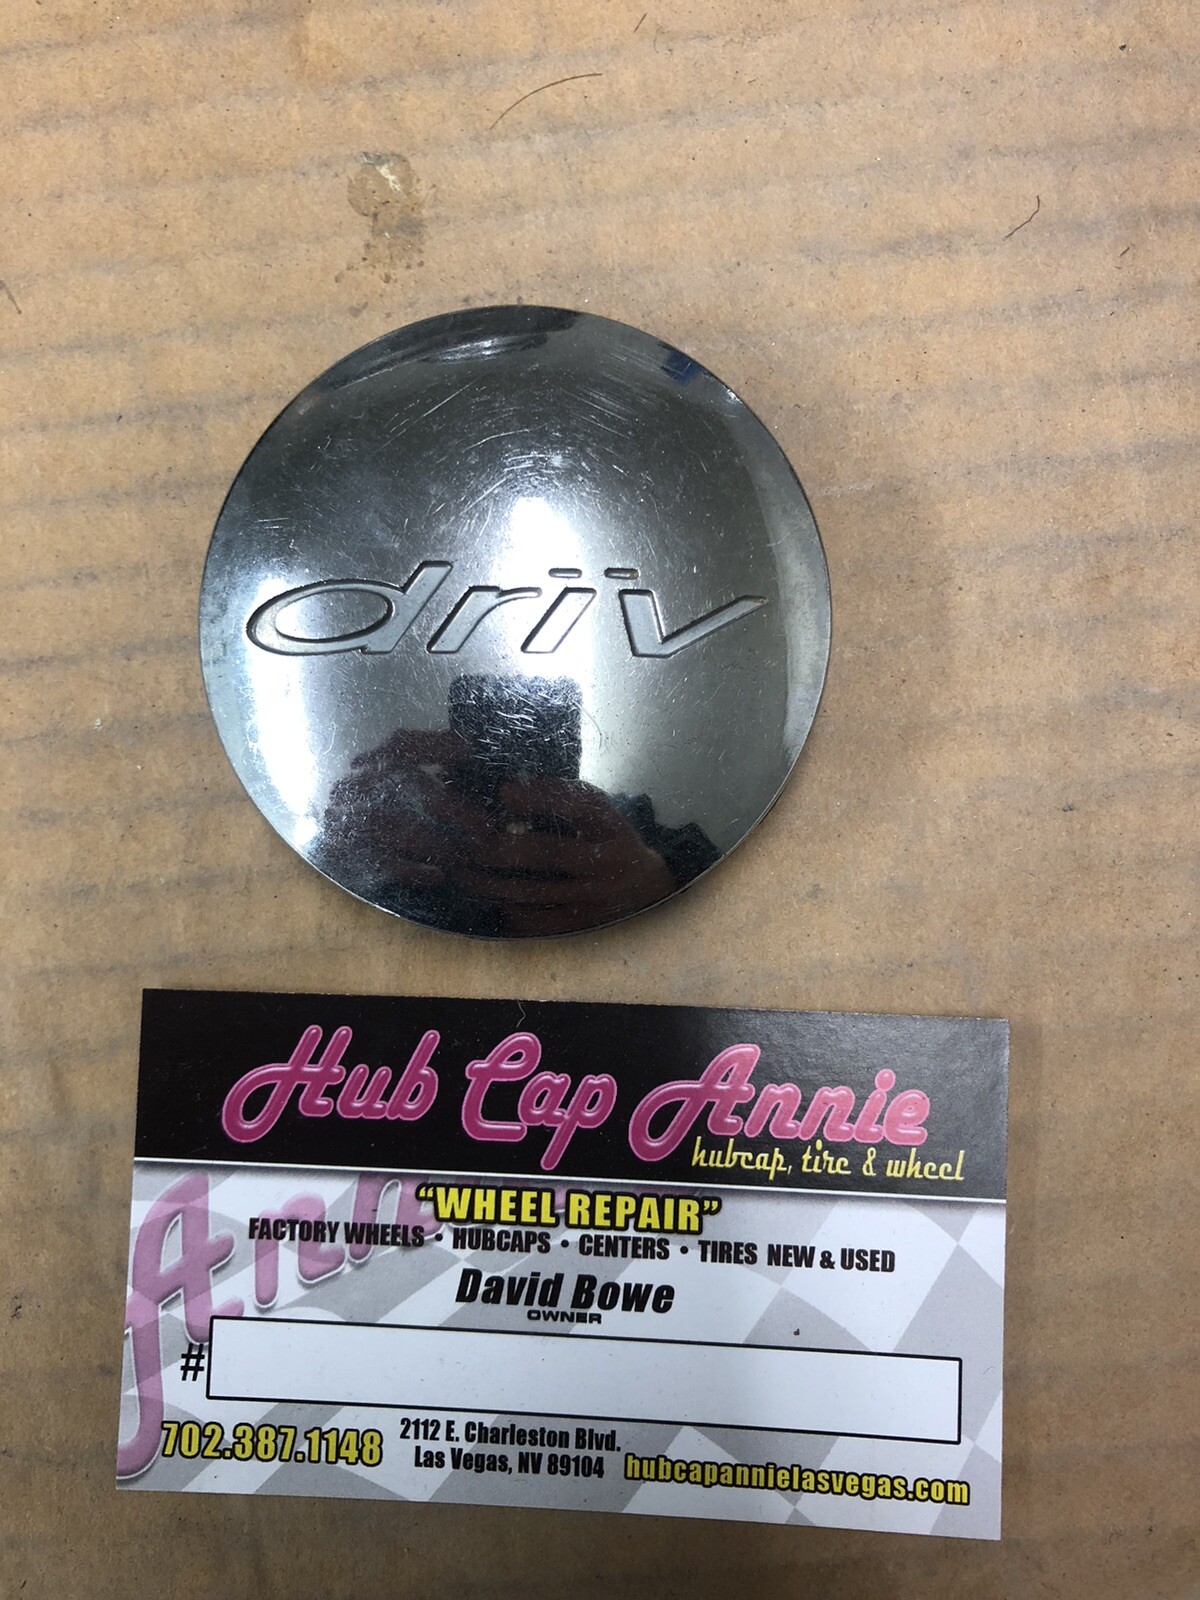 driiv
Hub Cap Annie
hubcap, tire & wheel
"WHEEL REPAIR"
FACTORY WHEELS • HUBCAPS • CENTERS • TIRES NEW & USED
David Bowe
OWNER
#
702.387.1148
2112 E. Charleston Blvd.
Las Vegas, NV 89104
hubcapannielasvegas.com